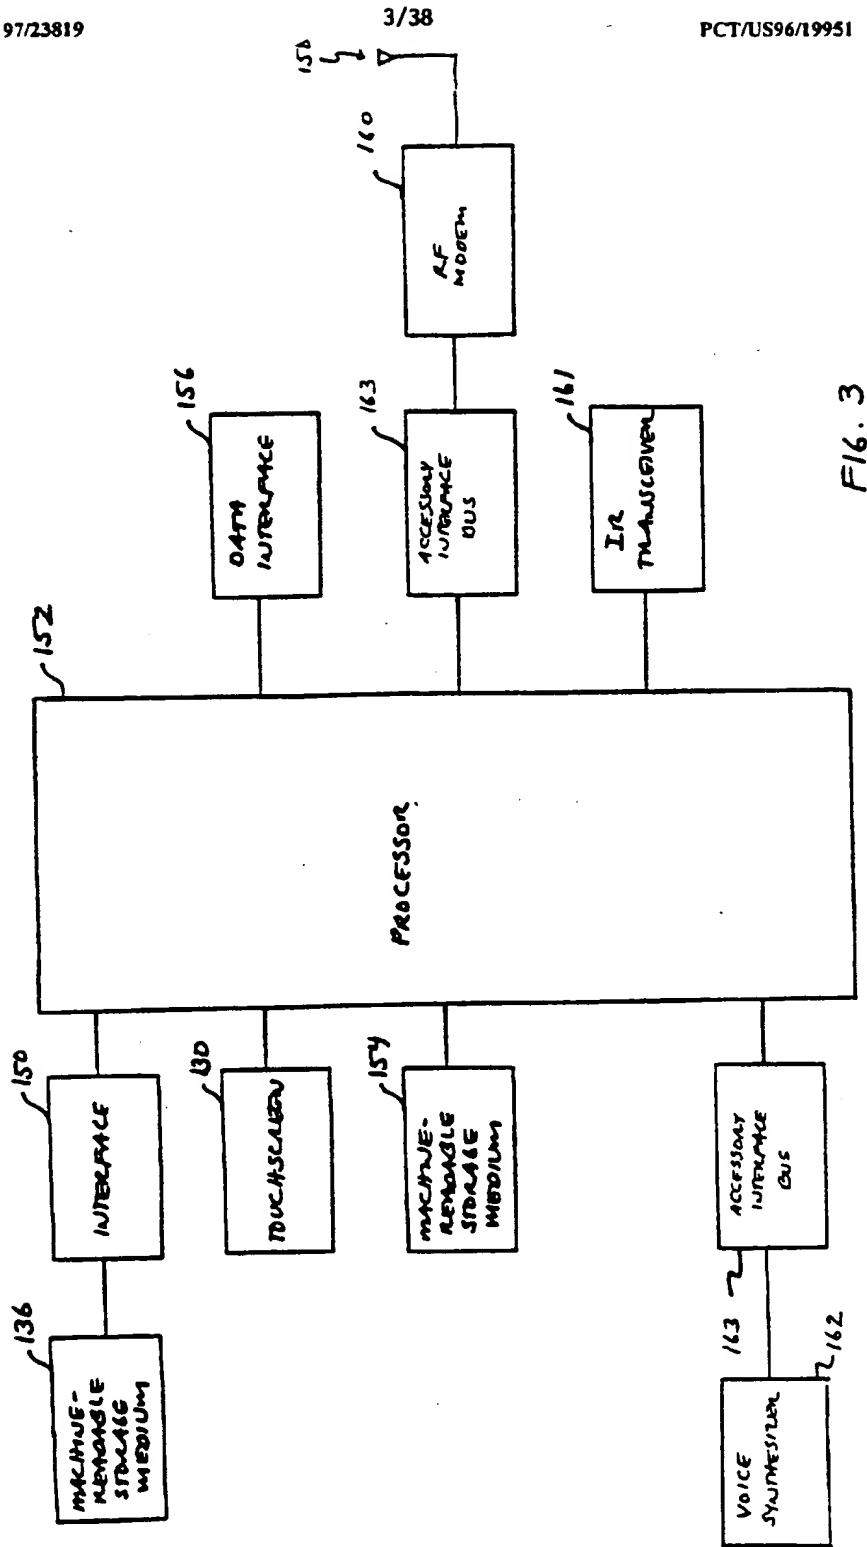 97/23819
3/38
PCT/US96/19951
160
RF
MODEM
156
DATA
INTERFACE
163
ACCESSORY
INTERFACE
BUS
161
IR
TRANSCEIVER
FIG. 3
152
PROCESSOR
150
INTERFACE
130
TOUCHSCREEN
154
MACHINE-
READABLE
STORAGE
MEDIUM
ACCESSORY
INTERFACE
BUS
163
136
MACHINE-
READABLE
STORAGE
MEDIUM
162
VOICE
SYNTHESIZER